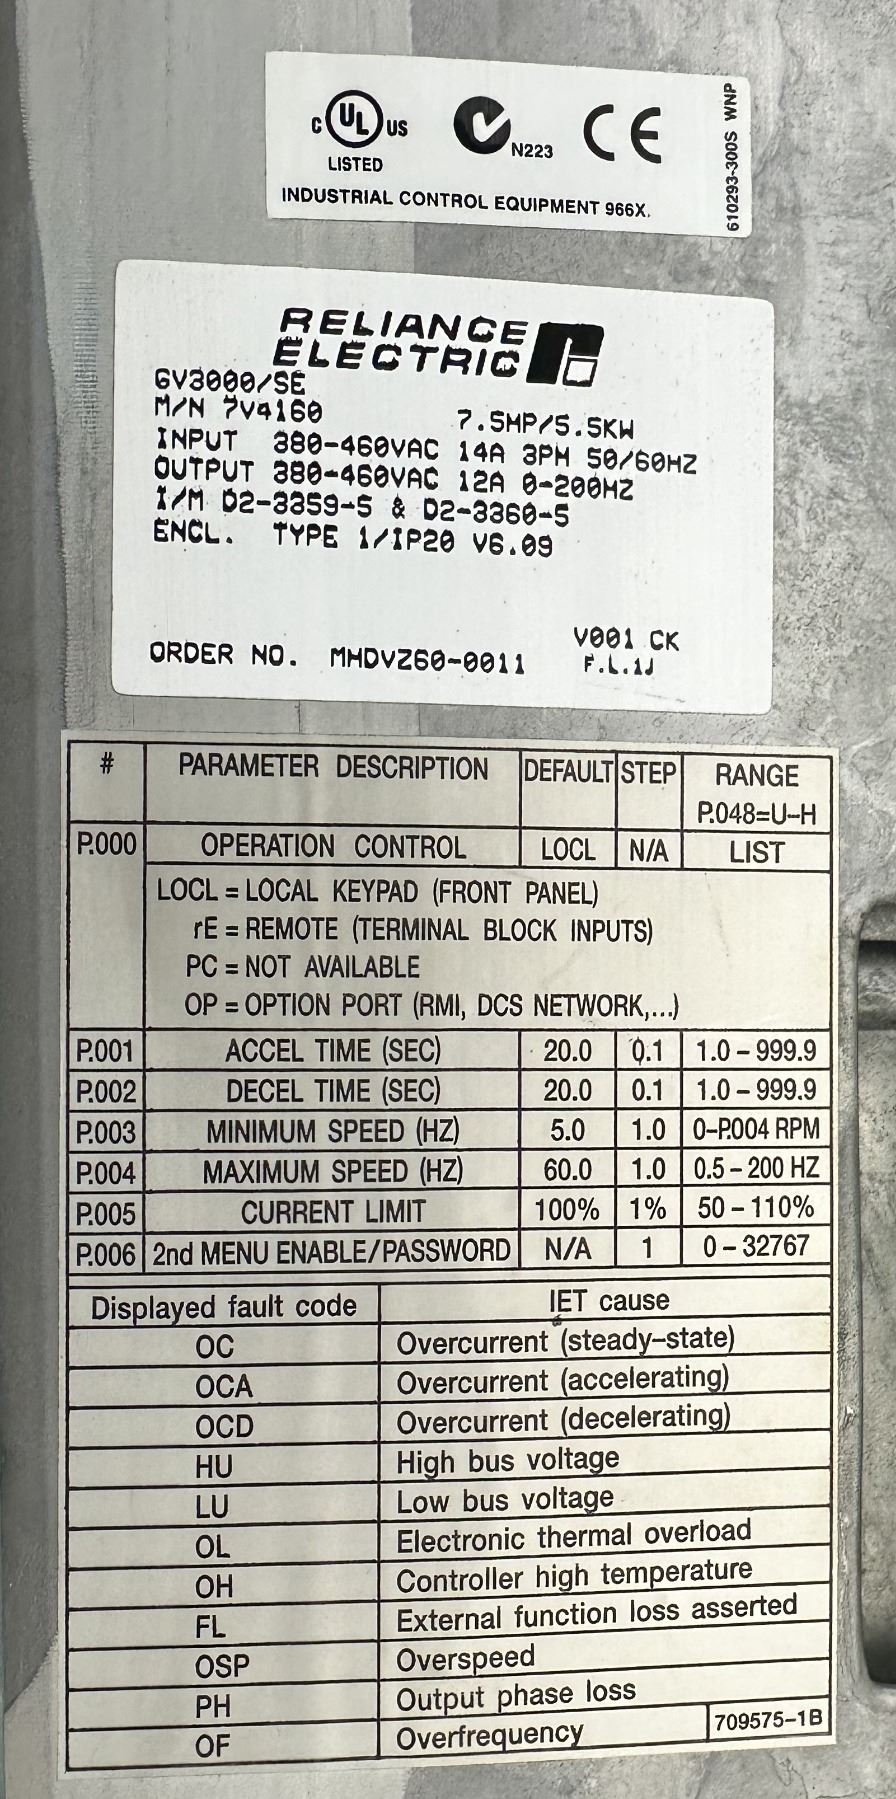 C UL US
LISTED
N223
CE
INDUSTRIAL CONTROL EQUIPMENT 966X.
610293-300S WNP
RELIANCE
ELECTRIC
GV3000/SE
M/N 7V4160 7.5HP/5.5KW
INPUT 380-460VAC 14A 3PH 50/60HZ
OUTPUT 380-460VAC 12A 0-200HZ
I/M D2-3359-5 & D2-3360-5
ENCL. TYPE 1/IP20 V6.09
V001 CK
ORDER NO. MHDVZ60-0011 F.L.1J
# PARAMETER DESCRIPTION DEFAULT STEP RANGE
P.048=U-H
P.000 OPERATION CONTROL LOCL N/A LIST
LOCL = LOCAL KEYPAD (FRONT PANEL)
rE = REMOTE (TERMINAL BLOCK INPUTS)
PC = NOT AVAILABLE
OP = OPTION PORT (RMI, DCS NETWORK,...)
P.001 ACCEL TIME (SEC) 20.0 0.1 1.0 – 999.9
P.002 DECEL TIME (SEC) 20.0 0.1 1.0 – 999.9
P.003 MINIMUM SPEED (HZ) 5.0 1.0 0–P.004 RPM
P.004 MAXIMUM SPEED (HZ) 60.0 1.0 0.5 – 200 HZ
P.005 CURRENT LIMIT 100% 1% 50 – 110%
P.006 2nd MENU ENABLE/PASSWORD N/A 1 0 – 32767
Displayed fault code IET cause
OC Overcurrent (steady–state)
OCA Overcurrent (accelerating)
OCD Overcurrent (decelerating)
HU High bus voltage
LU Low bus voltage
OL Electronic thermal overload
OH Controller high temperature
FL External function loss asserted
OSP Overspeed
PH Output phase loss
OF Overfrequency
709575-1B